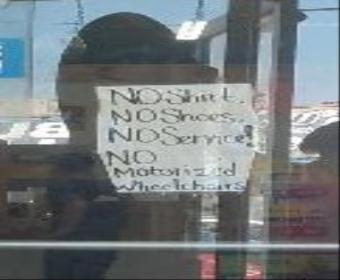 NO Shirt.
NO Shoes.
NO Service!
NO
Motorized
Wheelchairs